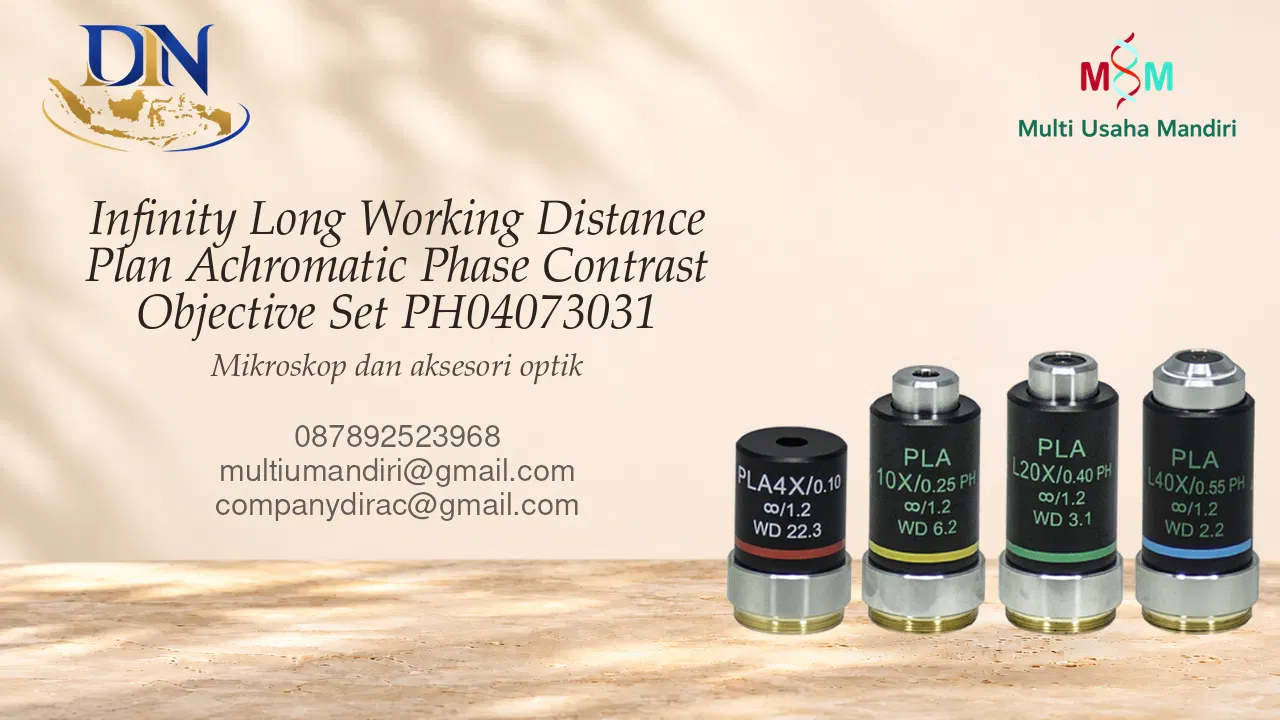 DIN
MSM
Multi Usaha Mandiri
Infinity Long Working Distance
Plan Achromatic Phase Contrast
Objective Set PH04073031
Mikroskop dan aksesori optik
087892523968
multiumandiri@gmail.com
companydirac@gmail.com
PLA4X/0.10
∞/1.2
WD 22.3
PLA
10X/0.25 PH
∞/1.2
WD 6.2
PLA
L20X/0.40 PH
∞/1.2
WD 3.1
PLA
L40X/0.55 PH
∞/1.2
WD 2.2